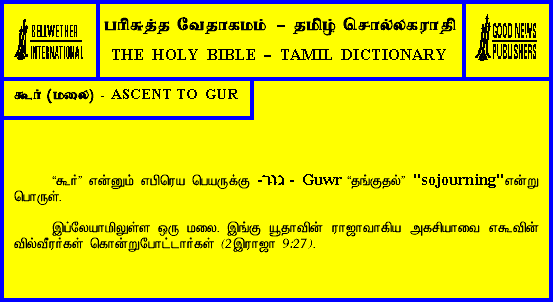 BELLWETHER
INTERNATIONAL
பரிசுத்த வேதாகமம் – தமிழ் சொல்லகராதி
THE HOLY BIBLE – TAMIL DICTIONARY
GOOD NEWS
PUBLISHERS
கூர் (மலை) - ASCENT TO GUR
“கூர்” என்னும் எபிரெய பெயருக்கு -גּוּר - Guwr “தங்குதல்” "sojourning"என்று
பொருள்.
இப்லேயாமிலுள்ள ஒரு மலை. இங்கு யூதாவின் ராஜாவாகிய அகசியாவை எகூவின்
வில்வீரர்கள் கொன்றுபோட்டார்கள் (2இராஜா 9:27).